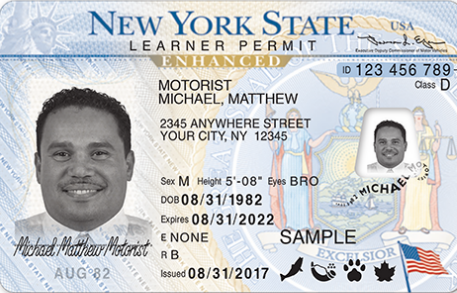 NEW YORK STATE
USA
LEARNER PERMIT
ENHANCED
Executive Deputy Commissioner of Motor Vehicles
ID 123 456 789
Class D
MOTORIST
MICHAEL, MATTHEW
2345 ANYWHERE STREET
YOUR CITY, NY 12345
Sex M Height 5'-08" Eyes BRO
DOB 08/31/1982
Expires 08/31/2022
E NONE
R B
Issued 08/31/2017
SAMPLE
MICHAEL
EXCELSIOR
Michael Matthew Motorist
AUG 82